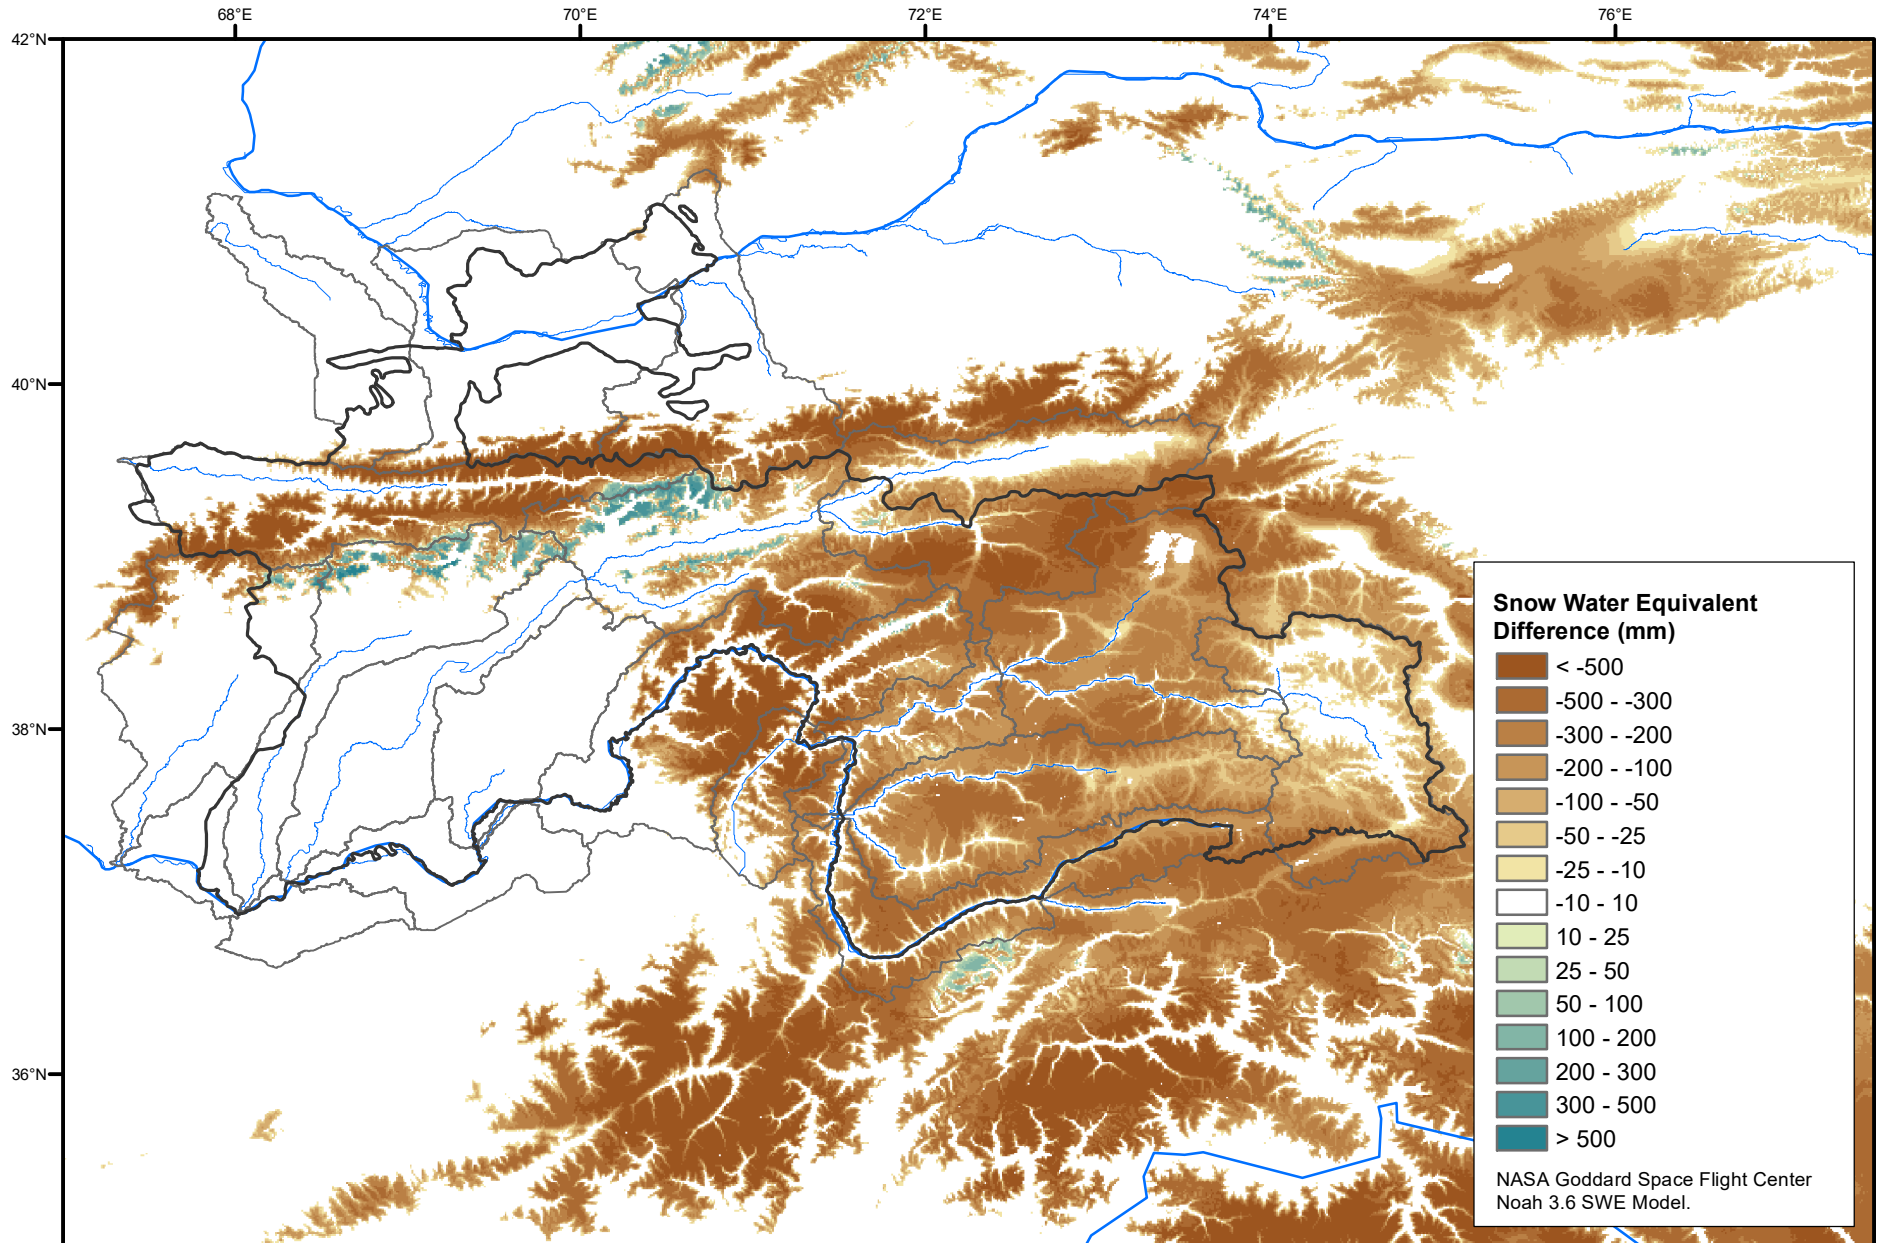 68°E 70°E 72°E 74°E 76°E
42°N
40°N
38°N
36°N
Snow Water Equivalent
Difference (mm)
< -500
-500 - -300
-300 - -200
-200 - -100
-100 - -50
-50 - -25
-25 - -10
-10 - 10
10 - 25
25 - 50
50 - 100
100 - 200
200 - 300
300 - 500
> 500
NASA Goddard Space Flight Center
Noah 3.6 SWE Model.